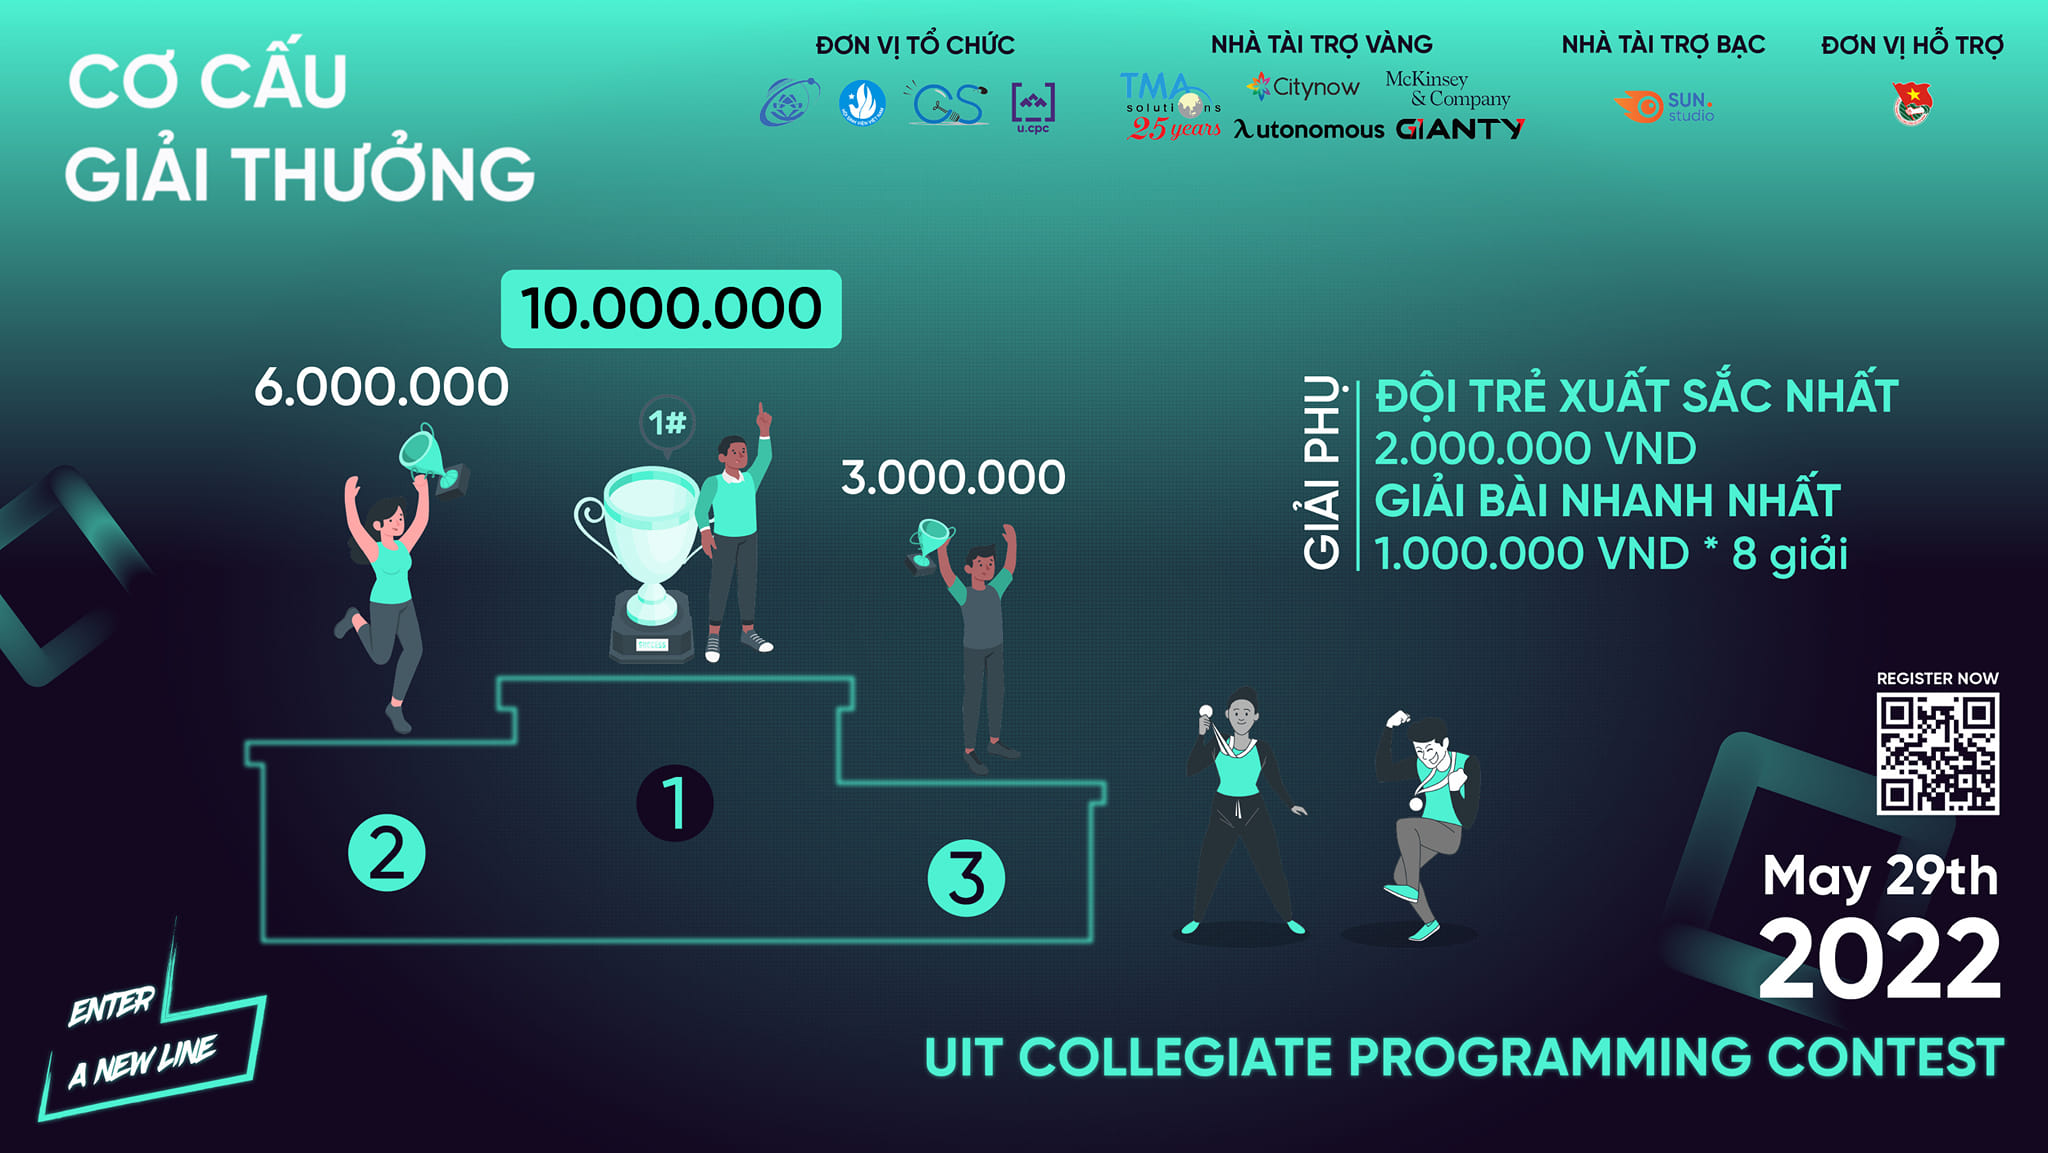 CƠ CẤU
GIẢI THƯỞNG
ĐƠN VỊ TỔ CHỨC
CS
u.cpc
NHÀ TÀI TRỢ VÀNG
TMA
solutions
25 years
Citynow
McKinsey
& Company
λutonomous
GIANTY
NHÀ TÀI TRỢ BẠC
SUN.
studio
ĐƠN VỊ HỖ TRỢ
10.000.000
6.000.000
1#
3.000.000
SUCCESS
2
1
3
GIẢI PHỤ
ĐỘI TRẺ XUẤT SẮC NHẤT
2.000.000 VND
GIẢI BÀI NHANH NHẤT
1.000.000 VND * 8 giải
REGISTER NOW
May 29th
2022
ENTER
A NEW LINE
UIT COLLEGIATE PROGRAMMING CONTEST